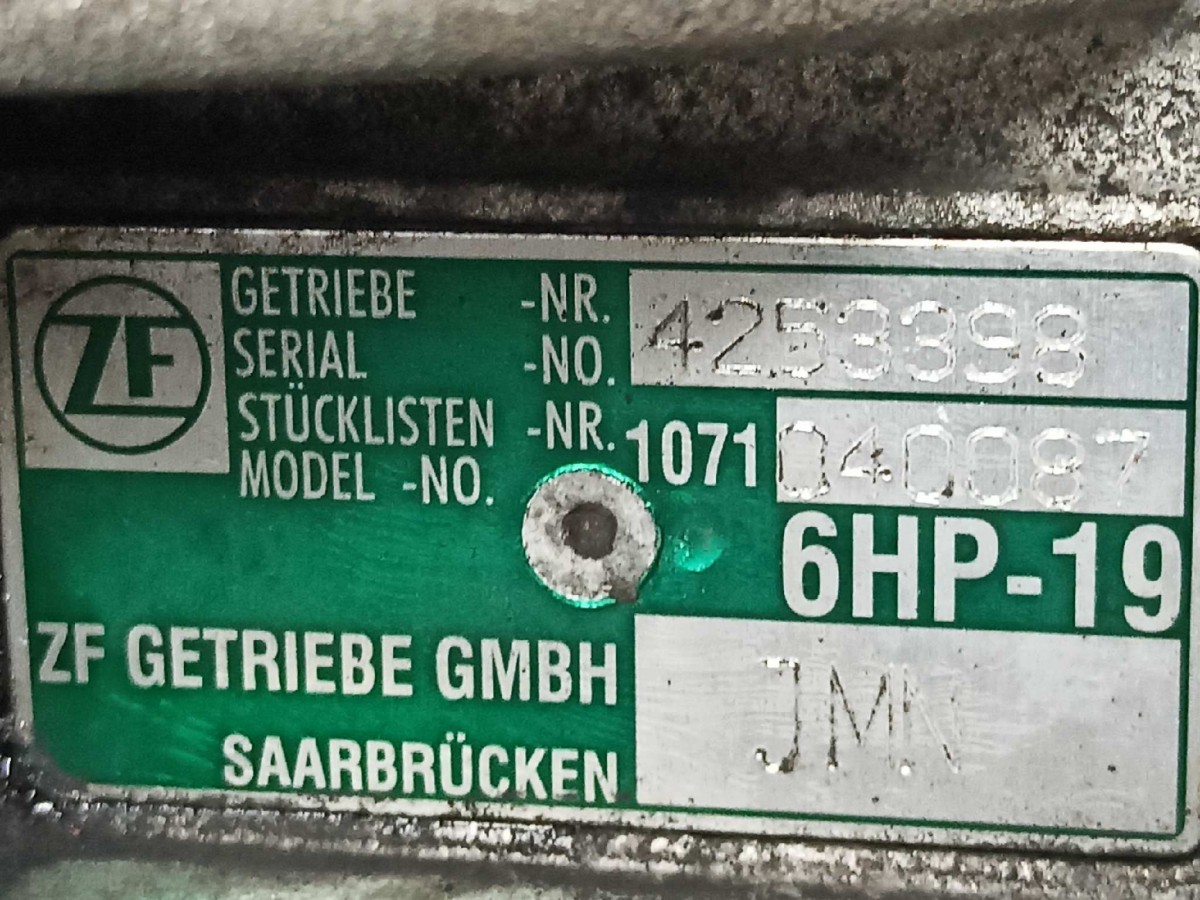 ZF
GETRIEBE -NR. 4253398
SERIAL -NO.
STÜCKLISTEN -NR. 1071 040087
MODEL -NO.
6HP-19
ZF GETRIEBE GMBH JMN
SAARBRÜCKEN